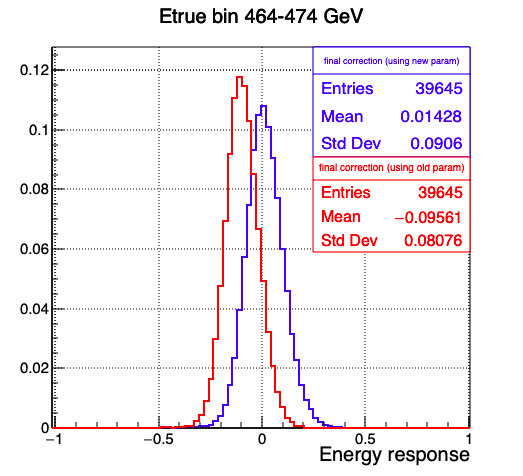 Etrue bin 464-474 GeV
final correction (using new param)
Entries 39645
Mean 0.01428
Std Dev 0.0906
final correction (using old param)
Entries 39645
Mean −0.09561
Std Dev 0.08076
0.12
0.1
0.08
0.06
0.04
0.02
0
−1 −0.5 0 0.5 1
Energy response